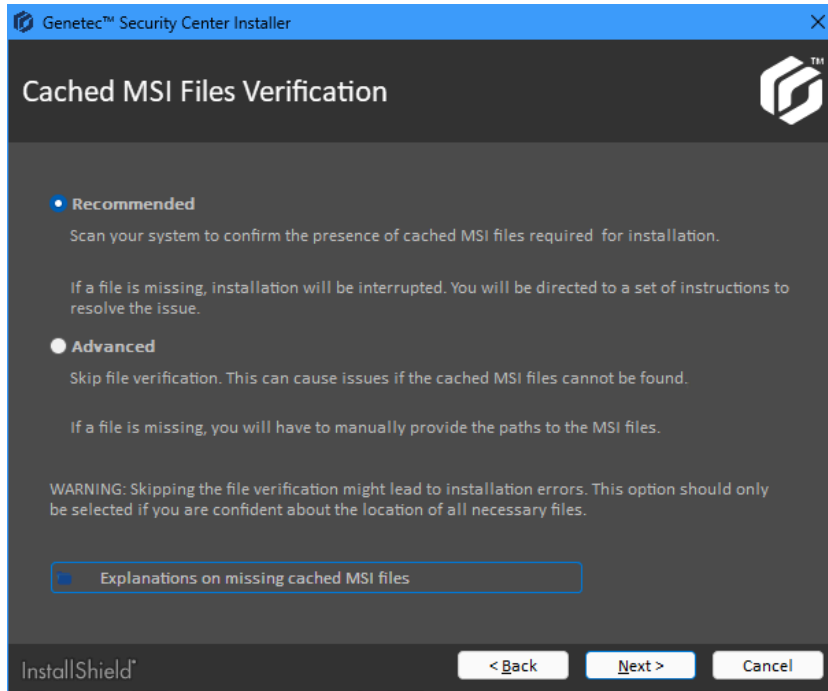 Genetec™ Security Center Installer
Cached MSI Files Verification
TM
Recommended
Scan your system to confirm the presence of cached MSI files required for installation.
If a file is missing, installation will be interrupted. You will be directed to a set of instructions to
resolve the issue.
Advanced
Skip file verification. This can cause issues if the cached MSI files cannot be found.
If a file is missing, you will have to manually provide the paths to the MSI files.
WARNING: Skipping the file verification might lead to installation errors. This option should only
be selected if you are confident about the location of all necessary files.
Explanations on missing cached MSI files
InstallShield
< Back
Next >
Cancel